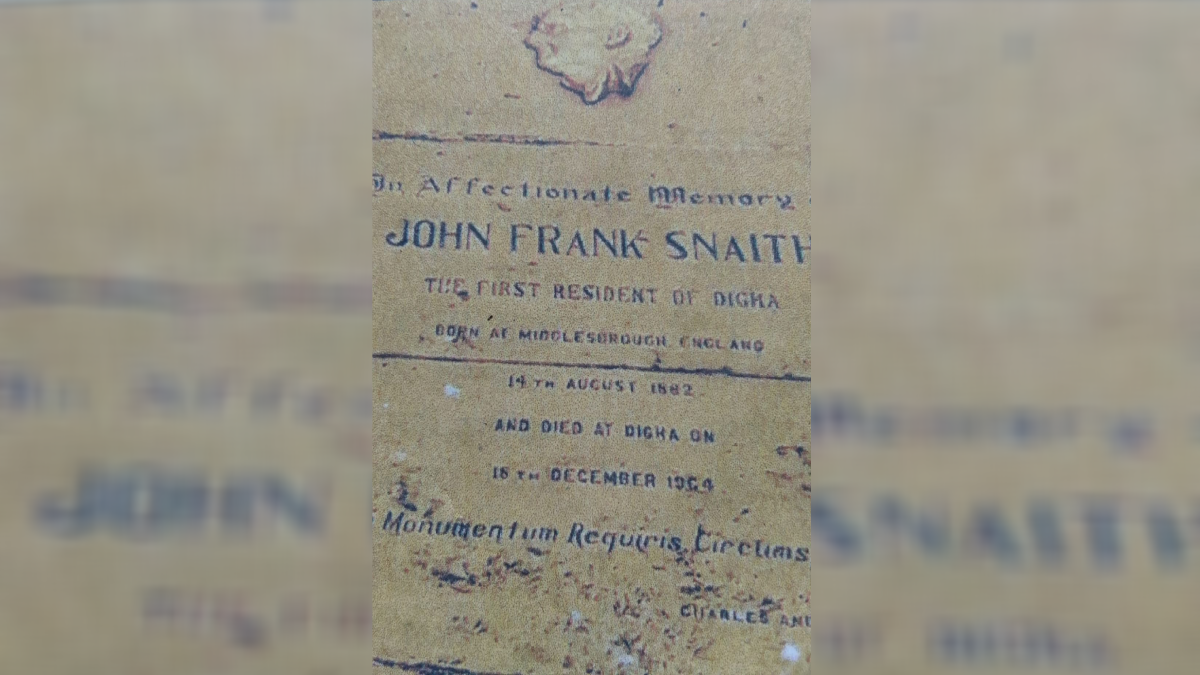 In Affectionate Memory
JOHN FRANK SNAITH
THE FIRST RESIDENT OF DIGHA
BORN AT MIDDLESBROUGH ENGLAND
14TH AUGUST 1882
AND DIED AT DIGHA ON
18TH DECEMBER 1964
Monumentum Requiris Circums
CHARLES AND